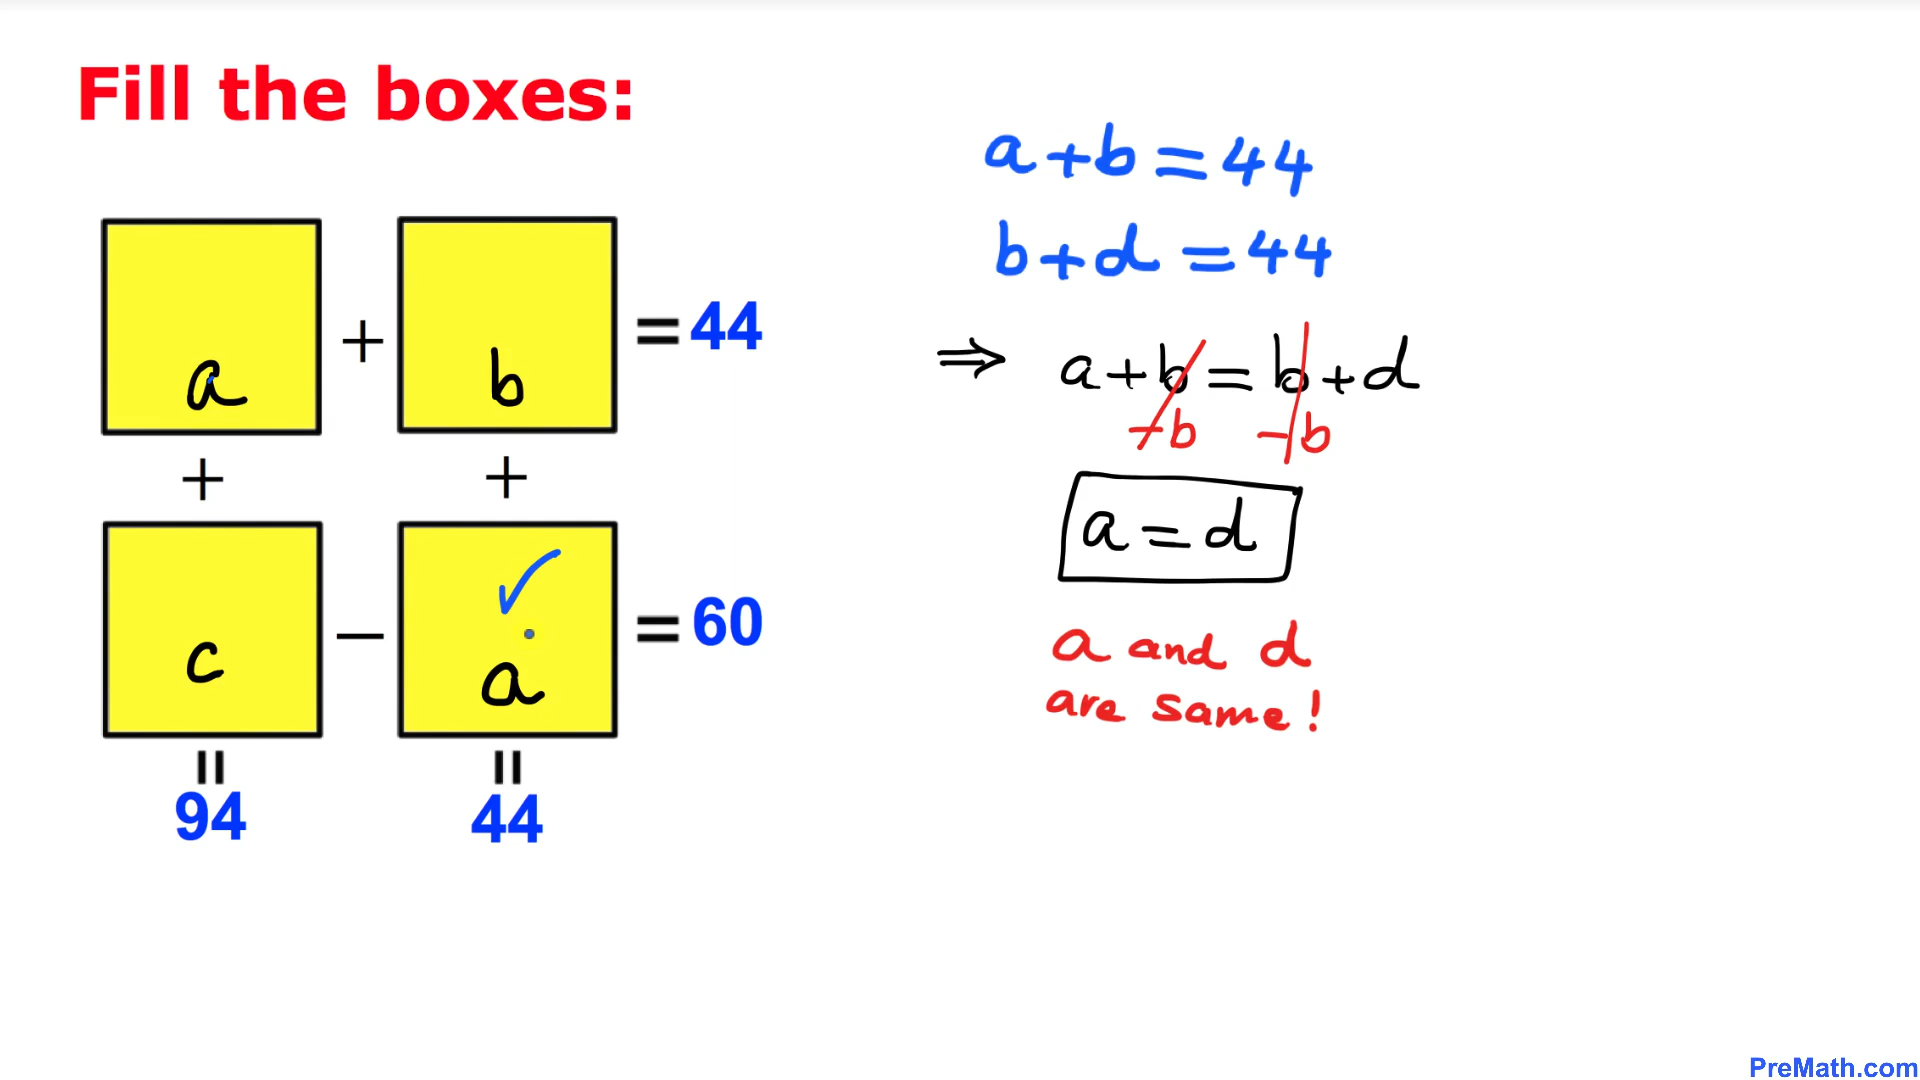 Fill the boxes:
a + b = 44
+ +
c − a = 60
= =
94 44
a + b = 44
b + d = 44
⇒ a + b = b + d
-b -b
a = d
a and d
are same!
PreMath.com